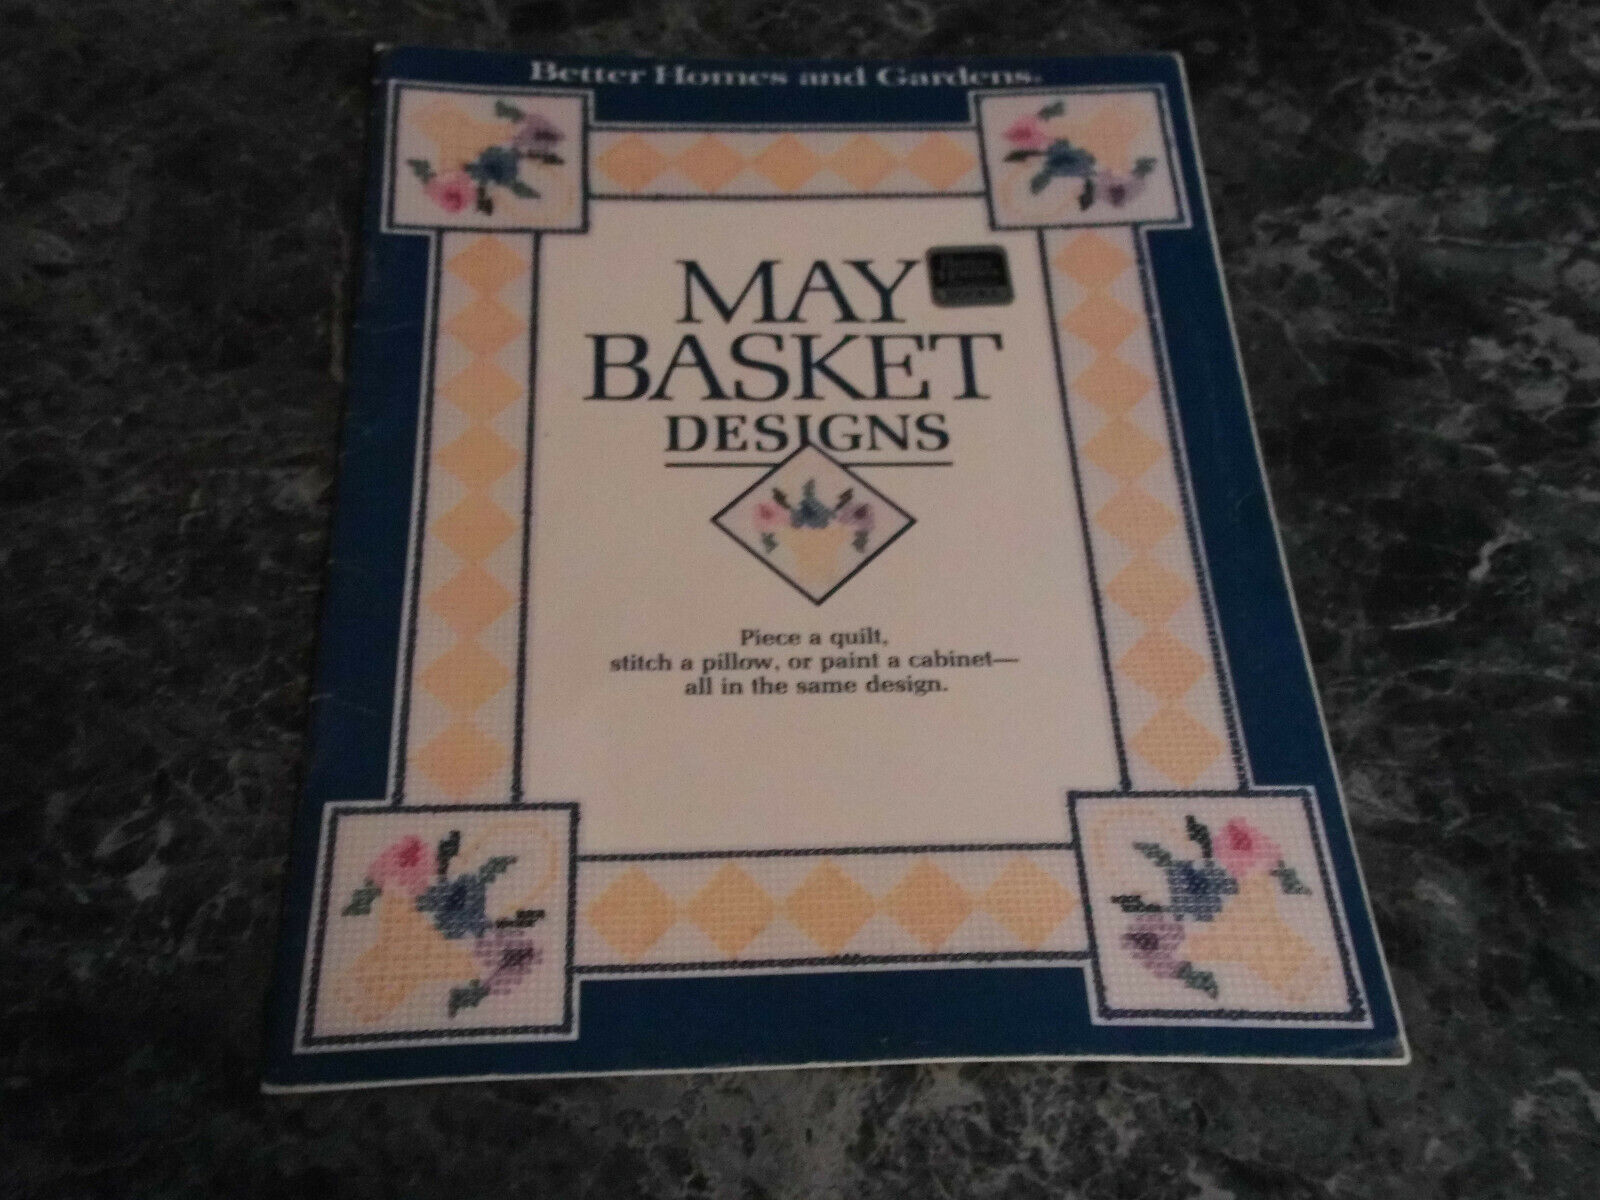 Better Homes and Gardens®
MAY
BASKET
DESIGNS
Piece a quilt,
stitch a pillow, or paint a cabinet—
all in the same design.